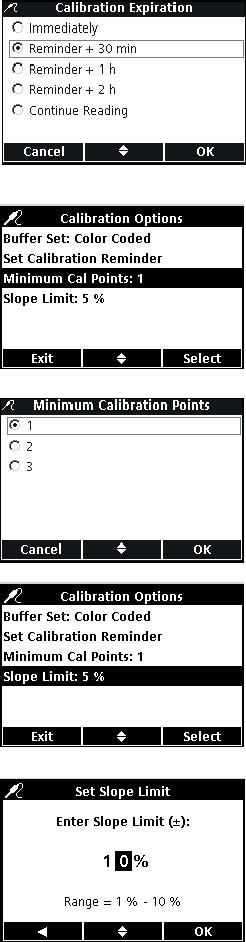 Calibration Expiration
Immediately
Reminder + 30 min
Reminder + 1 h
Reminder + 2 h
Continue Reading
Cancel OK
Calibration Options
Buffer Set: Color Coded
Set Calibration Reminder
Minimum Cal Points: 1
Slope Limit: 5 %
Exit Select
Minimum Calibration Points
1
2
3
Cancel OK
Calibration Options
Buffer Set: Color Coded
Set Calibration Reminder
Minimum Cal Points: 1
Slope Limit: 5 %
Exit Select
Set Slope Limit
Enter Slope Limit (±):
10%
Range = 1 % - 10 %
OK